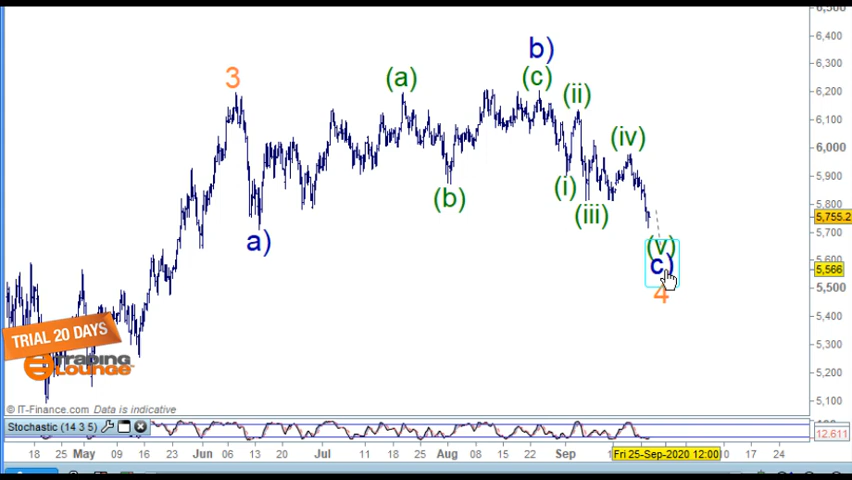 6,500
6,300
6,200
6,100
6,000
5,900
5,800
5,755.2
5,700
5,566
5,500
5,400
5,300
5,200
5,100
3
a)
(a)
(b)
b)
(c)
(ii)
(i)
(iii)
(iv)
(v)
c)
4
TRIAL 20 DAYS
TRADING
LOUNGE
© IT-Finance.com Data is indicative
Stochastic (14 3 5)
100
12.611
18 25 May 09 16 23 Jun 06 13 20 Jul 11 18 25 Aug 08 15 22 Sep Fri 25-Sep-2020 12:00 10 17 24